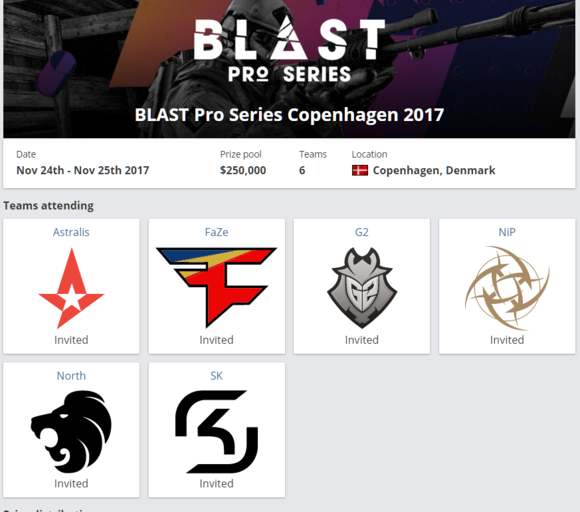 BLAST
PRO SERIES
BLAST Pro Series Copenhagen 2017
Date Prize pool Teams Location
Nov 24th - Nov 25th 2017 $250,000 6 Copenhagen, Denmark
Teams attending
Astralis FaZe G2 NiP
G2
Invited Invited Invited Invited
North SK
Invited Invited